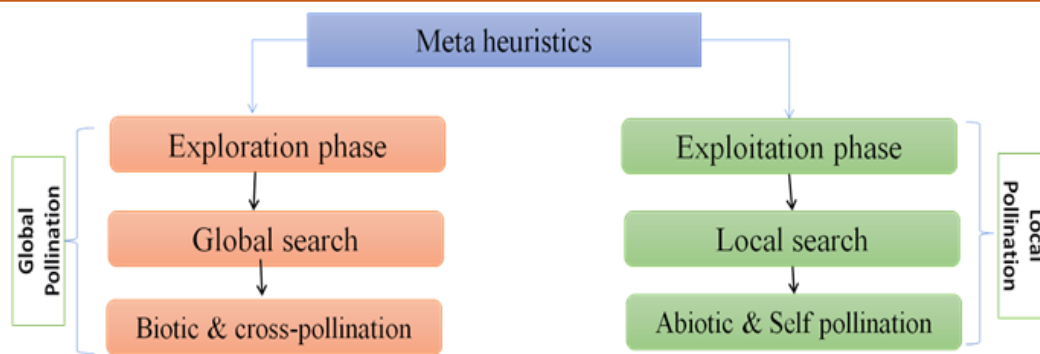 Meta heuristics
Exploration phase
Exploitation phase
Global
Pollination
Global search
Local search
Local
Pollination
Biotic & cross-pollination
Abiotic & Self pollination